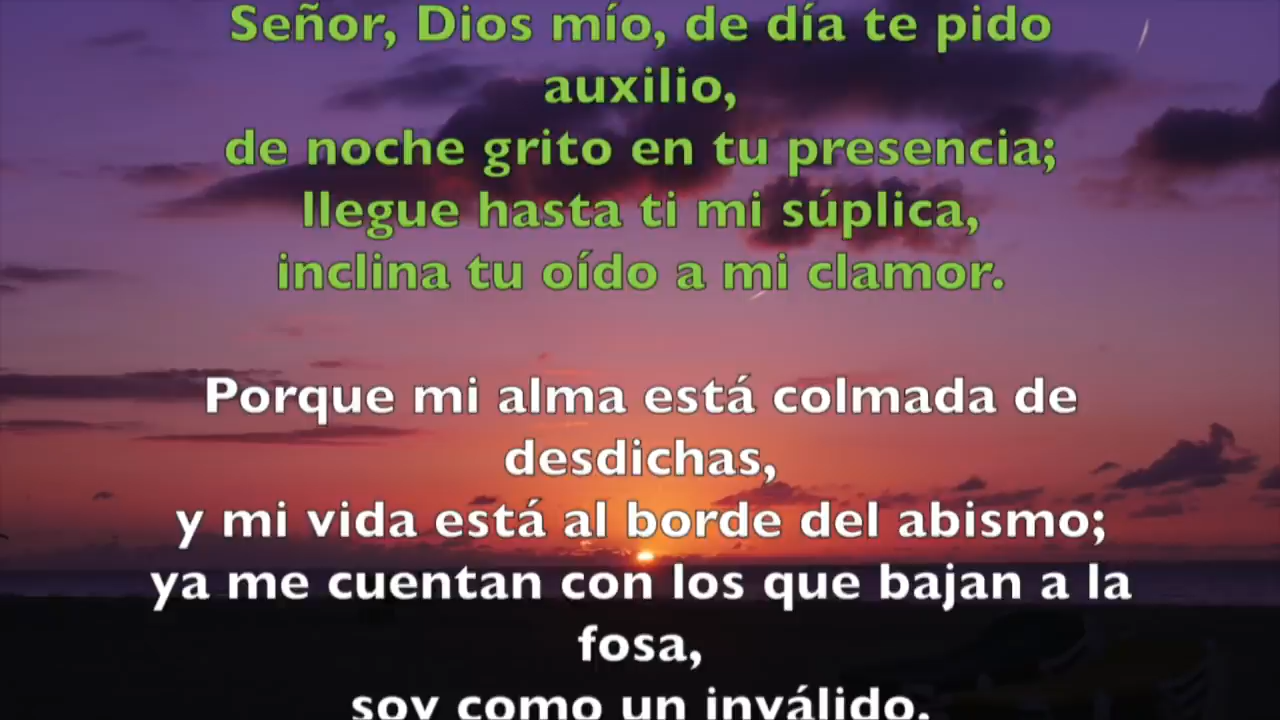 Señor, Dios mío, de día te pido
auxilio,
de noche grito en tu presencia;
llegue hasta ti mi súplica,
inclina tu oído a mi clamor.
Porque mi alma está colmada de
desdichas,
y mi vida está al borde del abismo;
ya me cuentan con los que bajan a la
fosa,
soy como un inválido.